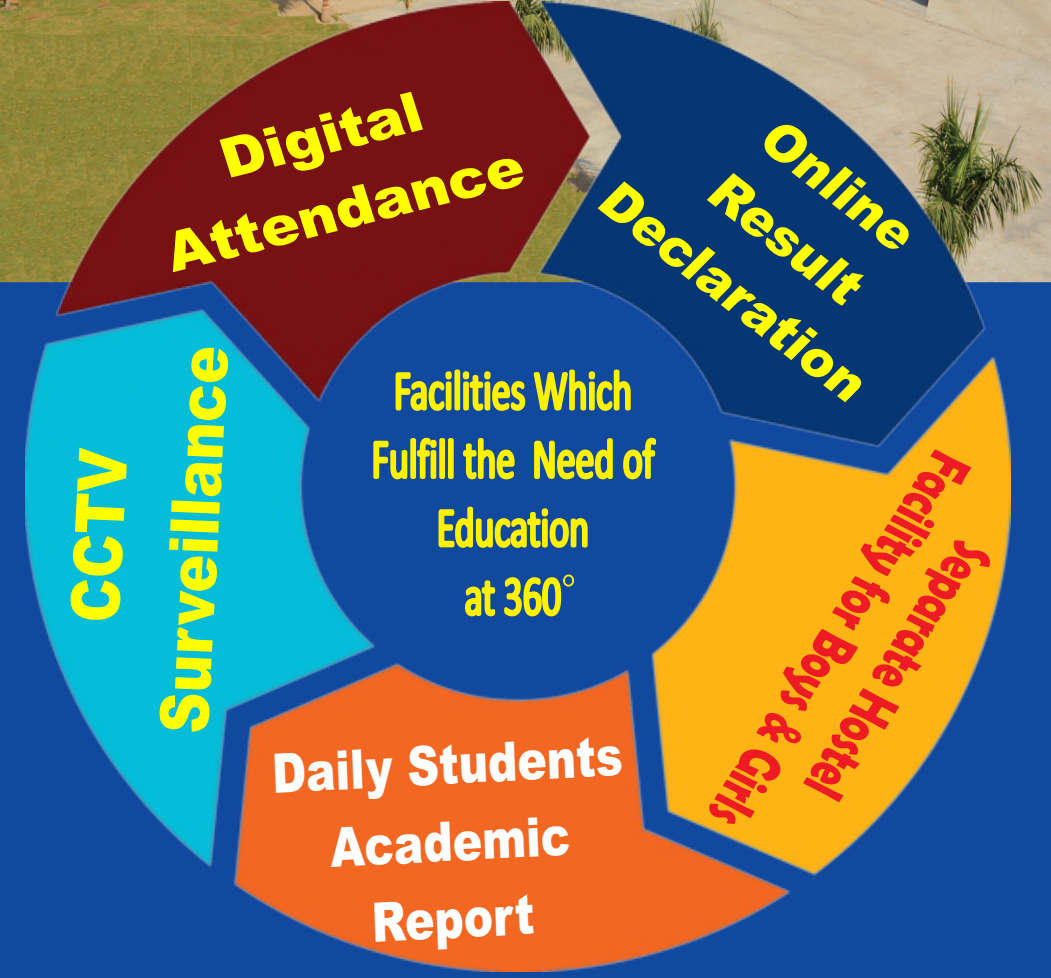 Digital
Attendance
Online
Result
Declaration
Separate Hostel
Facility for Boys & Girls
Daily Students
Academic
Report
CCTV
Surveillance
Facilities Which
Fulfill the Need of
Education
at 360°